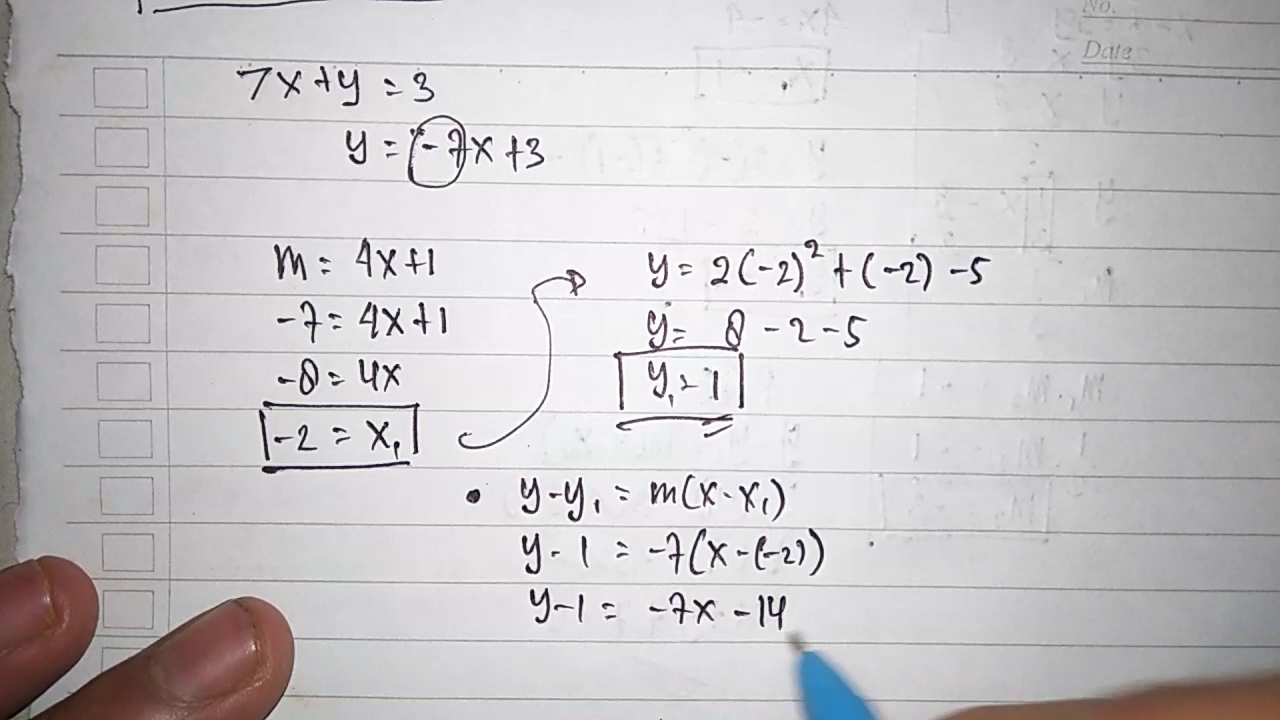 No.
Date
7x+y = 3
y = -7x +3
m = 4x+1
-7 = 4x+1
-8 = 4x
-2 = x₁
y = 2(-2)² + (-2) -5
y = 8 -2 -5
y₁ = 1
• y-y₁ = m(x-x₁)
y-1 = -7(x-(-2))
y-1 = -7x -14